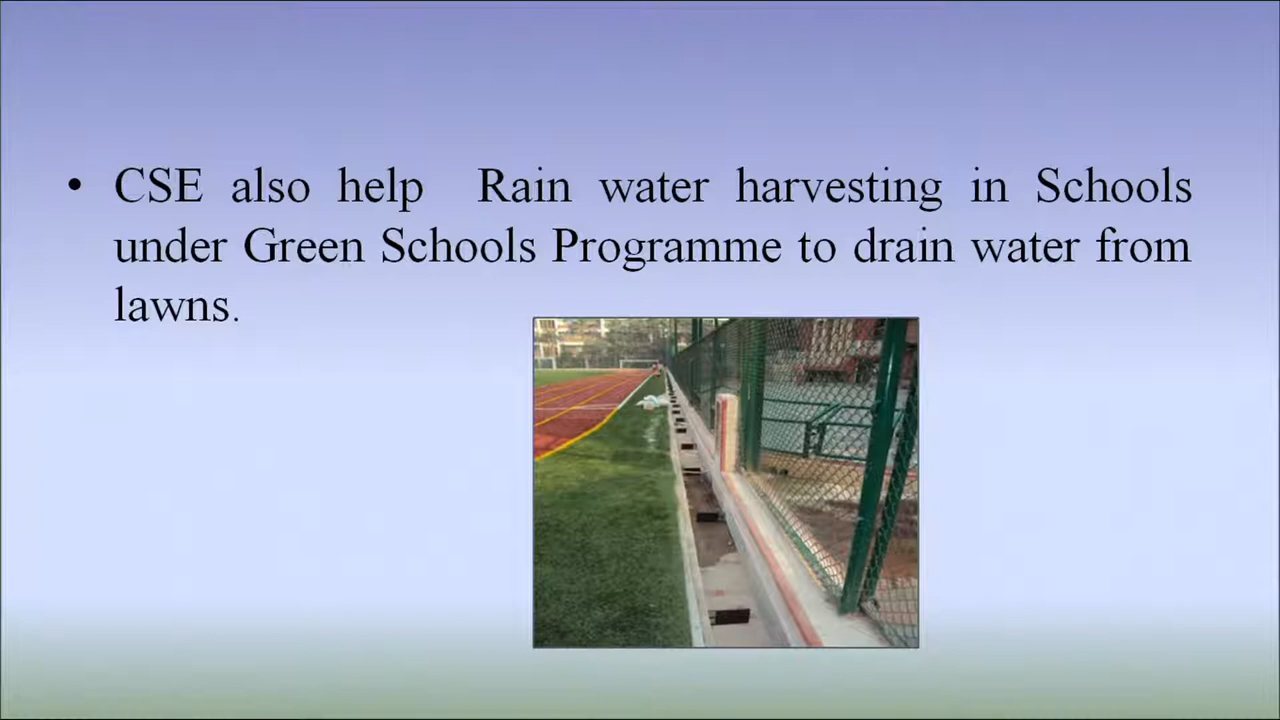 • CSE also help Rain water harvesting in Schools
under Green Schools Programme to drain water from
lawns.